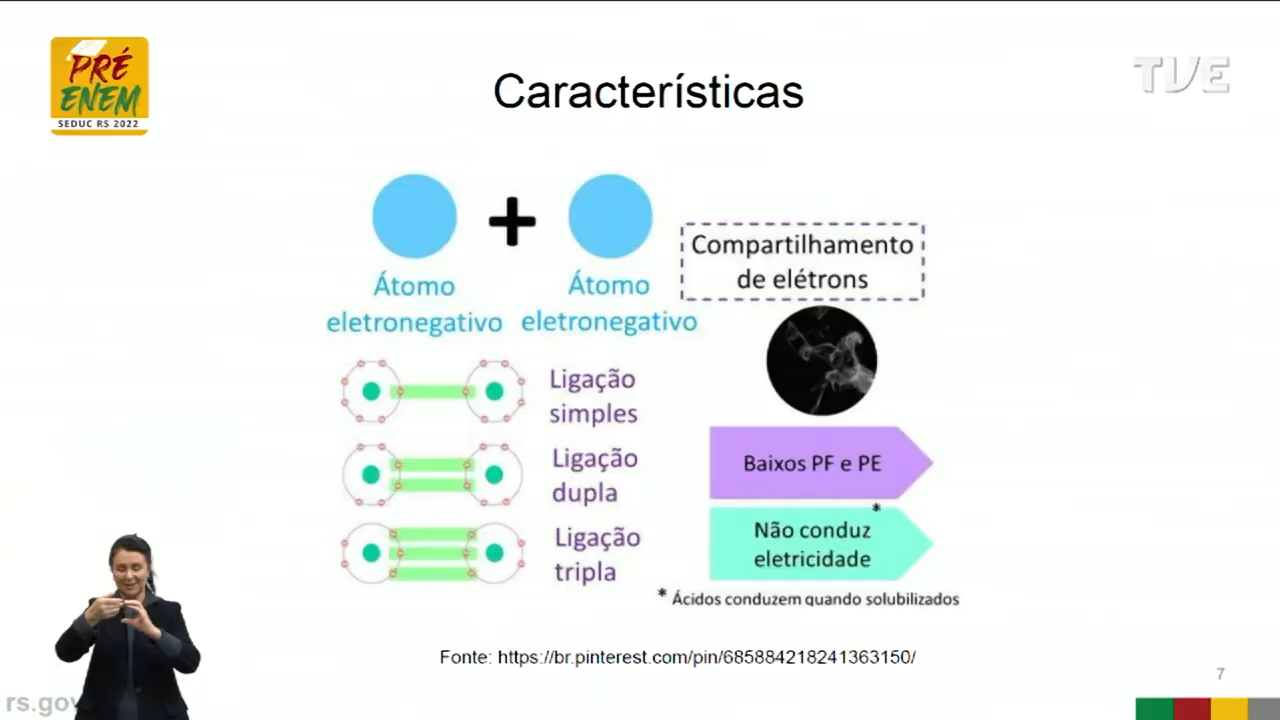 PRÉ
ENEM
SEDUC RS 2022
Características
TVE
Átomo
eletronegativo
Átomo
eletronegativo
Compartilhamento
de elétrons
Ligação
simples
Ligação
dupla
Ligação
tripla
Baixos PF e PE
*
Não conduz
eletricidade
* Ácidos conduzem quando solubilizados
Fonte: https://br.pinterest.com/pin/685884218241363150/
7
rs.gov